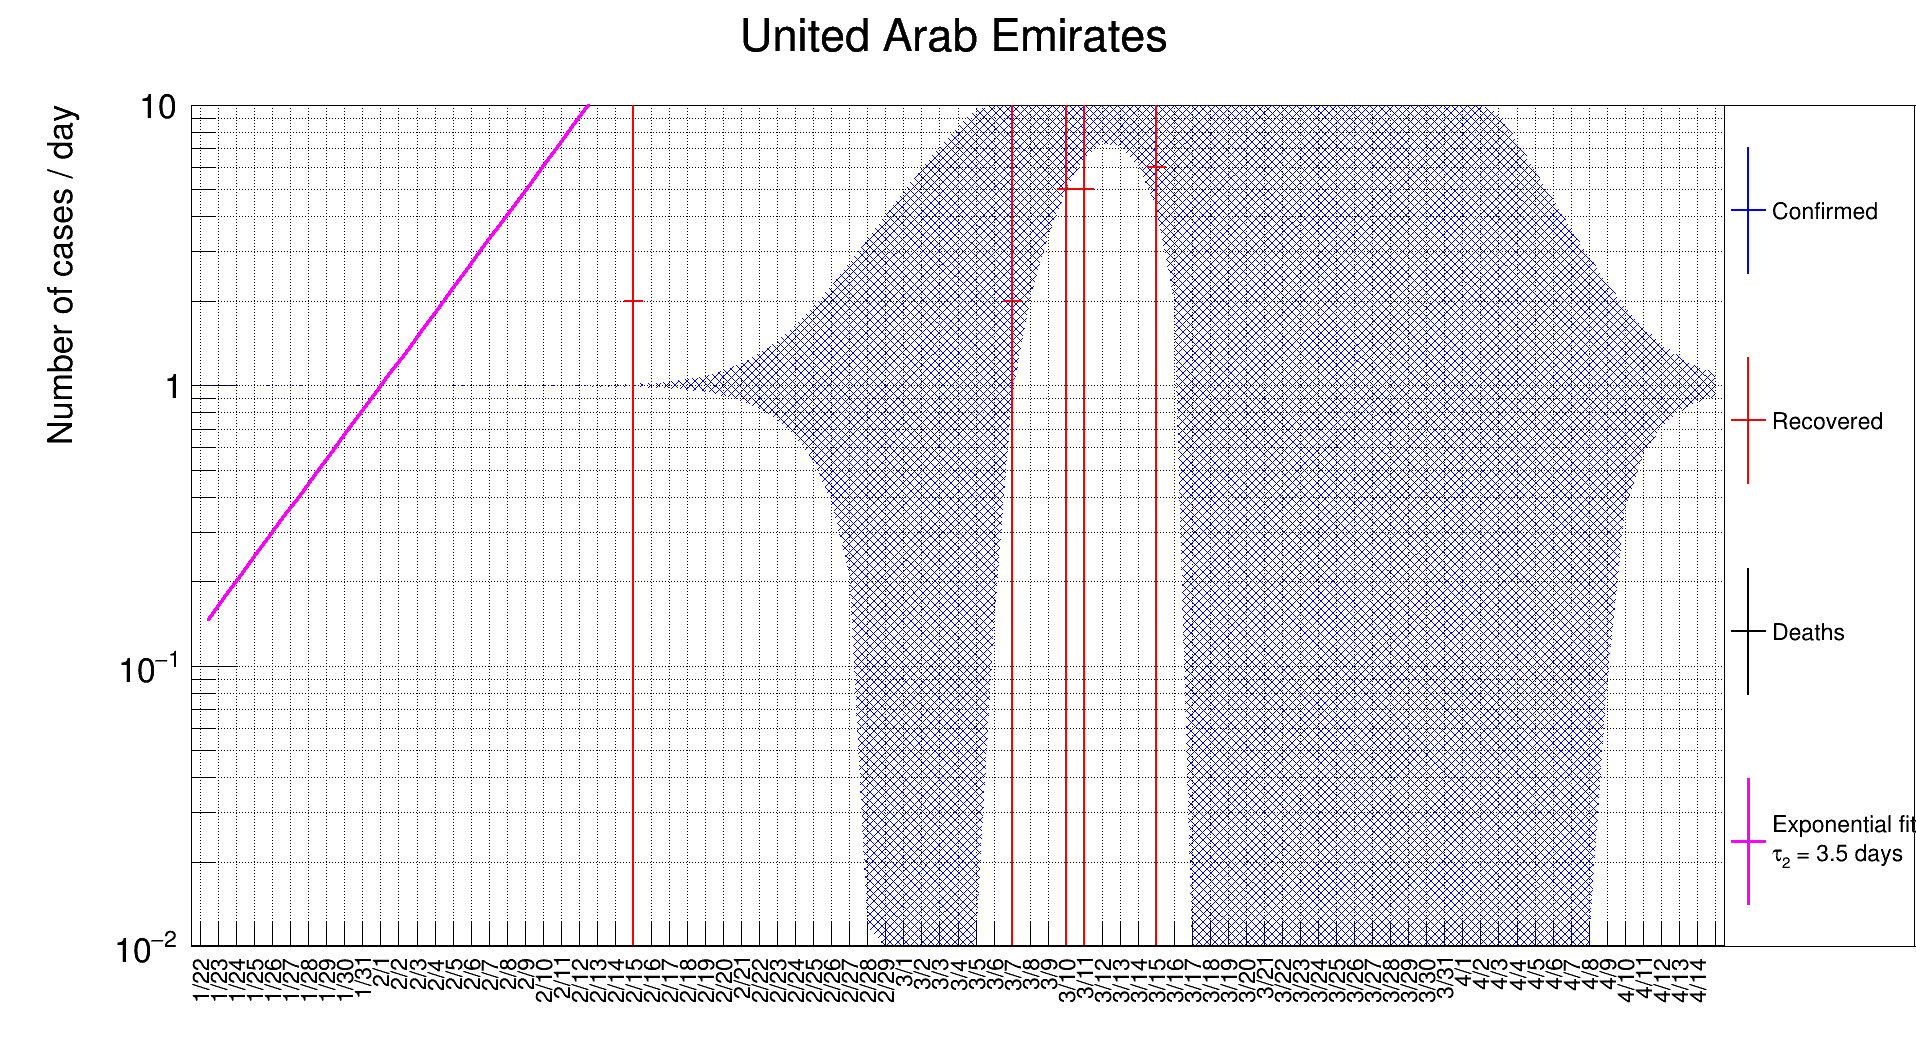 United Arab Emirates
Number of cases / day
10
1
10⁻¹
10⁻²
1/22 1/23 1/24 1/25 1/26 1/27 1/28 1/29 1/30 1/31 2/1 2/2 2/3 2/4 2/5 2/6 2/7 2/8 2/9 2/10 2/11 2/12 2/13 2/14 2/15 2/16 2/17 2/18 2/19 2/20 2/21 2/22 2/23 2/24 2/25 2/26 2/27 2/28 2/29 3/1 3/2 3/3 3/4 3/5 3/6 3/7 3/8 3/9 3/10 3/11 3/12 3/13 3/14 3/15 3/16 3/17 3/18 3/19 3/20 3/21 3/22 3/23 3/24 3/25 3/26 3/27 3/28 3/29 3/30 3/31 4/1 4/2 4/3 4/4 4/5 4/6 4/7 4/8 4/9 4/10 4/11 4/12 4/13 4/14
Confirmed
Recovered
Deaths
Exponential fit
τ₂ = 3.5 days